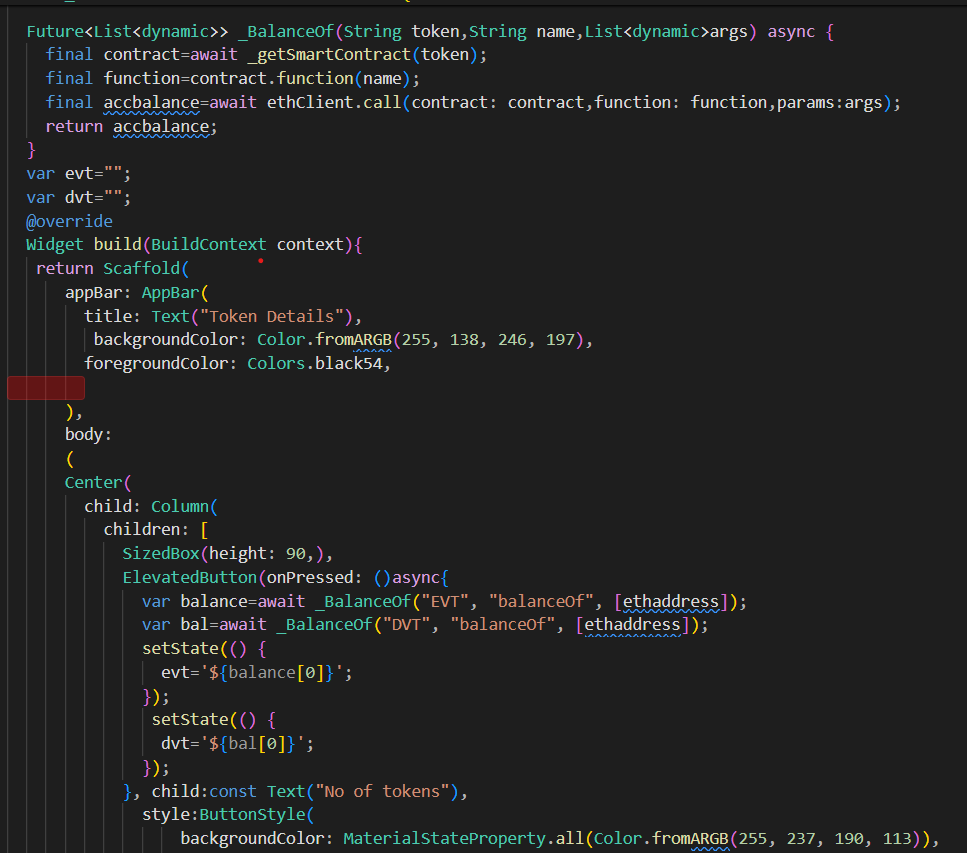 Future<List<dynamic>> _BalanceOf(String token,String name,List<dynamic>args) async {
  final contract=await _getSmartContract(token);
  final function=contract.function(name);
  final accbalance=await ethClient.call(contract: contract,function: function,params:args);
  return accbalance;
}
var evt="";
var dvt="";
@override
Widget build(BuildContext context){
 return Scaffold(
    appBar: AppBar(
      title: Text("Token Details"),
       backgroundColor: Color.fromARGB(255, 138, 246, 197),
      foregroundColor: Colors.black54,
    ),
    body:
    (
    Center(
      child: Column(
        children: [
          SizedBox(height: 90,),
          ElevatedButton(onPressed: ()async{
            var balance=await _BalanceOf("EVT", "balanceOf", [ethaddress]);
            var bal=await _BalanceOf("DVT", "balanceOf", [ethaddress]);
            setState(() {
              evt='${balance[0]}';
            });
             setState(() {
              dvt='${bal[0]}';
            });
          }, child:const Text("No of tokens"),
            style:ButtonStyle(
                backgroundColor: MaterialStateProperty.all(Color.fromARGB(255, 237, 190, 113)),